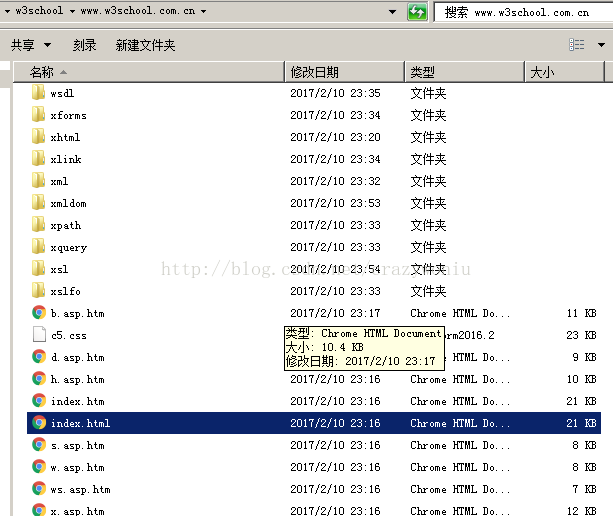 w3school www.w3school.com.cn 搜索 www.w3school.com.cn
共享 刻录 新建文件夹
名称 修改日期 类型 大小
wsdl 2017/2/10 23:35 文件夹
xforms 2017/2/10 23:34 文件夹
xhtml 2017/2/10 23:20 文件夹
xlink 2017/2/10 23:34 文件夹
xml 2017/2/10 23:32 文件夹
xmldom 2017/2/10 23:53 文件夹
xpath 2017/2/10 23:33 文件夹
xquery 2017/2/10 23:33 文件夹
xsl 2017/2/10 23:54 文件夹
xslfo 2017/2/10 23:33 文件夹
b.asp.htm 2017/2/10 23:17 Chrome HTML Do... 11 KB
c5.css rm2016.2 23 KB
类型: Chrome HTML Document
大小: 10.4 KB
修改日期: 2017/2/10 23:17
d.asp.htm Chrome HTML Do... 9 KB
h.asp.htm 2017/2/10 23:16 Chrome HTML Do... 10 KB
index.htm 2017/2/10 23:16 Chrome HTML Do... 21 KB
index.html 2017/2/10 23:16 Chrome HTML Do... 21 KB
s.asp.htm 2017/2/10 23:16 Chrome HTML Do... 8 KB
w.asp.htm 2017/2/10 23:16 Chrome HTML Do... 8 KB
ws.asp.htm 2017/2/10 23:16 Chrome HTML Do... 7 KB
x.asp.htm 2017/2/10 23:16 Chrome HTML Do... 12 KB